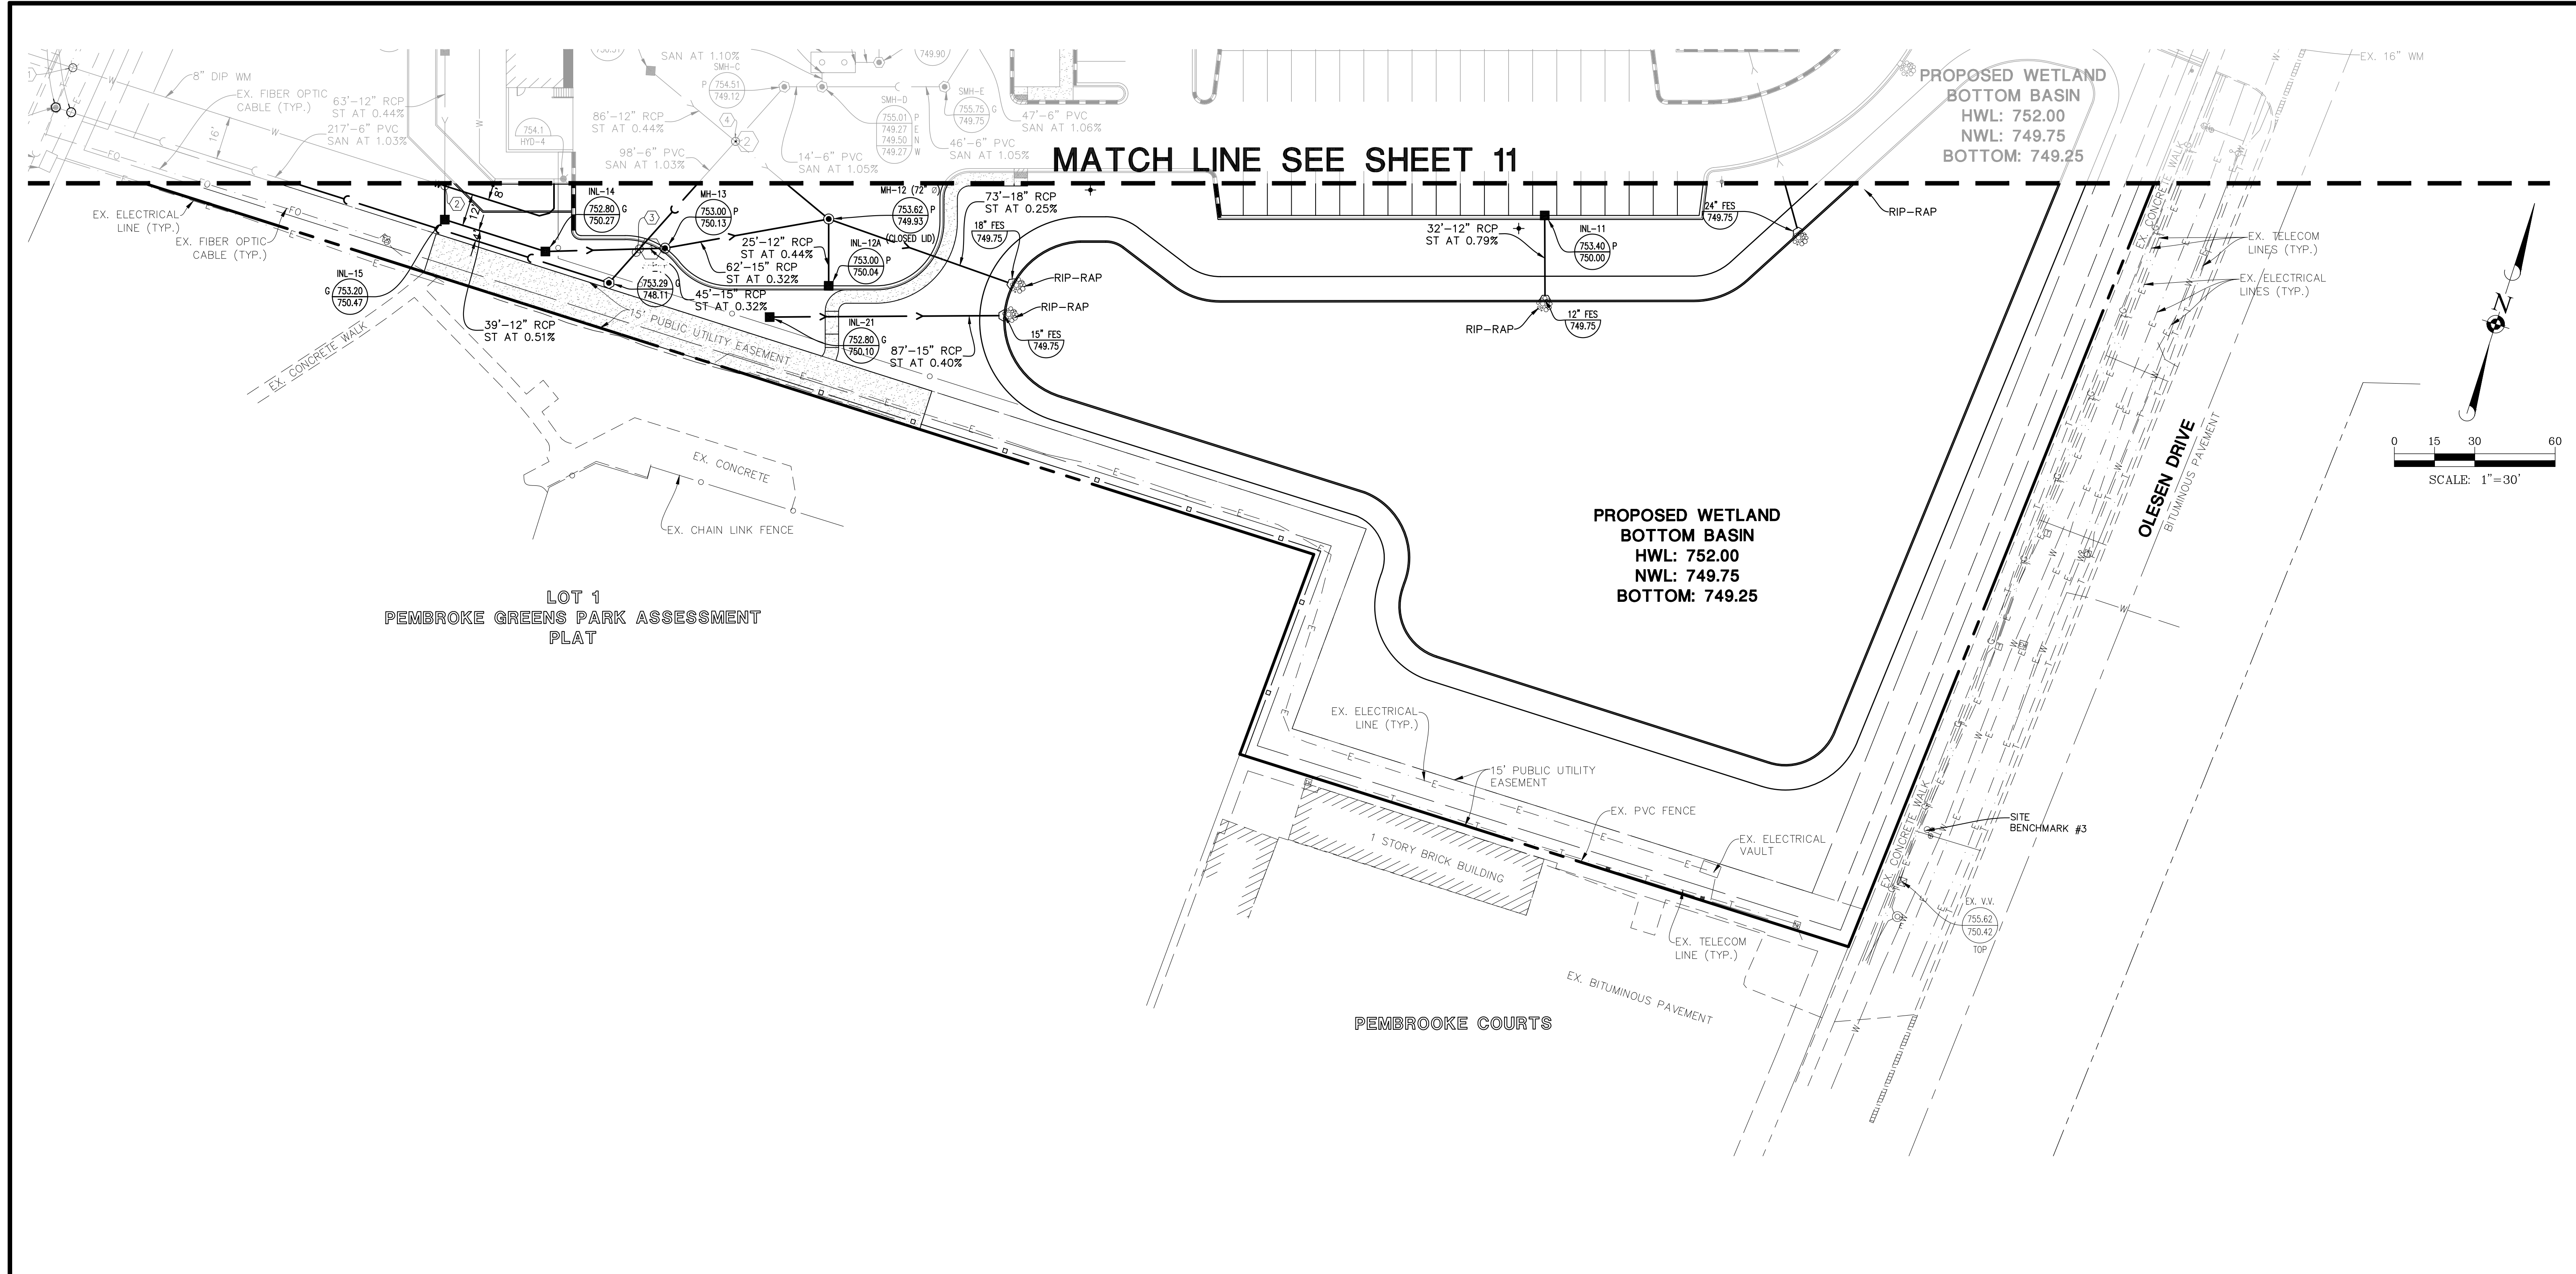 8" DIP WM
EX. FIBER OPTIC
CABLE (TYP.)
63'-12" RCP
ST AT 0.44%
217'-6" PVC
SAN AT 1.03%
16'
FO
W
754.1
HYD-4
SAN AT 1.10%
SMH-C
P
754.51
749.12
86'-12" RCP
ST AT 0.44%
4
2
98'-6" PVC
SAN AT 1.03%
14'-6" PVC
SAN AT 1.05%
749.90
SMH-D
755.01 P
749.27 E
749.50 N
749.27 W
SMH-E
755.75 G
749.75
47'-6" PVC
SAN AT 1.06%
46'-6" PVC
SAN AT 1.05%
PROPOSED WETLAND
BOTTOM BASIN
HWL: 752.00
NWL: 749.75
BOTTOM: 749.25
EX. 16" WM
MATCH LINE SEE SHEET 11
EX. ELECTRICAL
LINE (TYP.)
EX. FIBER OPTIC
CABLE (TYP.)
INL-15
G 753.20
750.47
2
12'
8'
INL-14
752.80 G
750.27
3
MH-13
753.00 P
750.13
753.29 G
748.11
39'-12" RCP
ST AT 0.51%
45'-15" RCP
ST AT 0.32%
62'-15" RCP
ST AT 0.32%
25'-12" RCP
ST AT 0.44%
MH-12 (72" Ø)
753.62 P
749.93
(CLOSED LID)
INL-12A
753.00 P
750.04
INL-21
752.80 G
750.10
87'-15" RCP
ST AT 0.40%
73'-18" RCP
ST AT 0.25%
18" FES
749.75
RIP-RAP
RIP-RAP
15" FES
749.75
32'-12" RCP
ST AT 0.79%
INL-11
753.40 P
750.00
RIP-RAP
12" FES
749.75
24" FES
749.75
RIP-RAP
EX. CONCRETE WALK
EX. TELECOM
LINES (TYP.)
EX. ELECTRICAL
LINES (TYP.)
N
0 15 30 60
SCALE: 1"=30'
OLESEN DRIVE
BITUMINOUS PAVEMENT
EX. CONCRETE WALK
15' PUBLIC UTILITY EASEMENT
EX. CONCRETE
EX. CHAIN LINK FENCE
LOT 1
PEMBROKE GREENS PARK ASSESSMENT
PLAT
PROPOSED WETLAND
BOTTOM BASIN
HWL: 752.00
NWL: 749.75
BOTTOM: 749.25
EX. ELECTRICAL
LINE (TYP.)
15' PUBLIC UTILITY
EASEMENT
EX. PVC FENCE
EX. ELECTRICAL
VAULT
1 STORY BRICK BUILDING
EX. TELECOM
LINE (TYP.)
EX. BITUMINOUS PAVEMENT
PEMBROOKE COURTS
EX. CONCRETE WALK
SITE
BENCHMARK #3
EX. V.V.
755.62
750.42
TOP